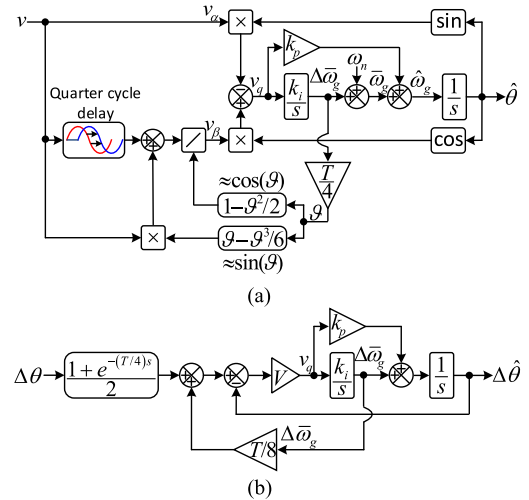 v
v_α
×
sin
k_p
ω_n
v_q
k_i/s
Δω̄_g
ω̄_g
ω̂_g
1/s
θ̂
Quarter cycle
delay
v_β
×
cos
T/4
≈cos(ϑ)
1−ϑ²/2
ϑ
×
ϑ−ϑ³/6
≈sin(ϑ)
(a)
k_p
Δθ
1+e^{−(T/4)s}/2
V
v_q
k_i/s
Δω̄_g
1/s
Δθ̂
T/8
Δω̄_g
(b)